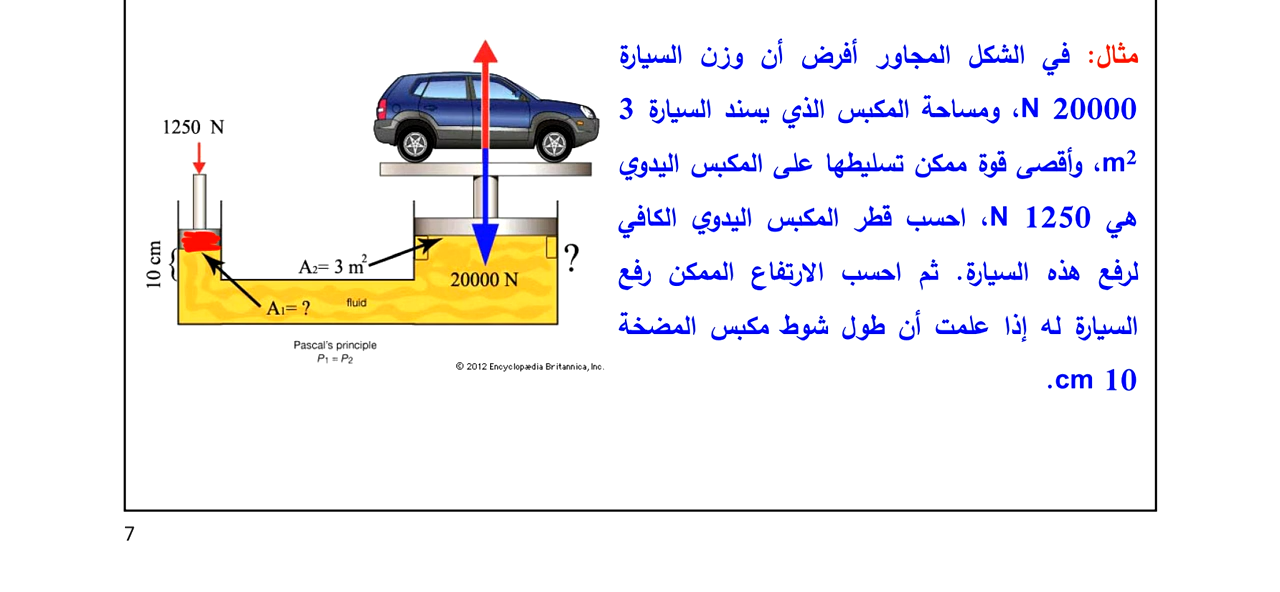 مثال: في الشكل المجاور أفرض أن وزن السيارة
20000 N، ومساحة المكبس الذي يسند السيارة 3
m²، وأقصى قوة ممكن تسليطها على المكبس اليدوي
هي 1250 N، احسب قطر المكبس اليدوي الكافي
لرفع هذه السيارة. ثم احسب الارتفاع الممكن رفع
السيارة له إذا علمت أن طول شوط مكبس المضخة
10 cm.
1250 N
10 cm
A₂= 3 m²
20000 N
?
A₁= ?
fluid
Pascal's principle
P₁ = P₂
© 2012 Encyclopædia Britannica, Inc.
7